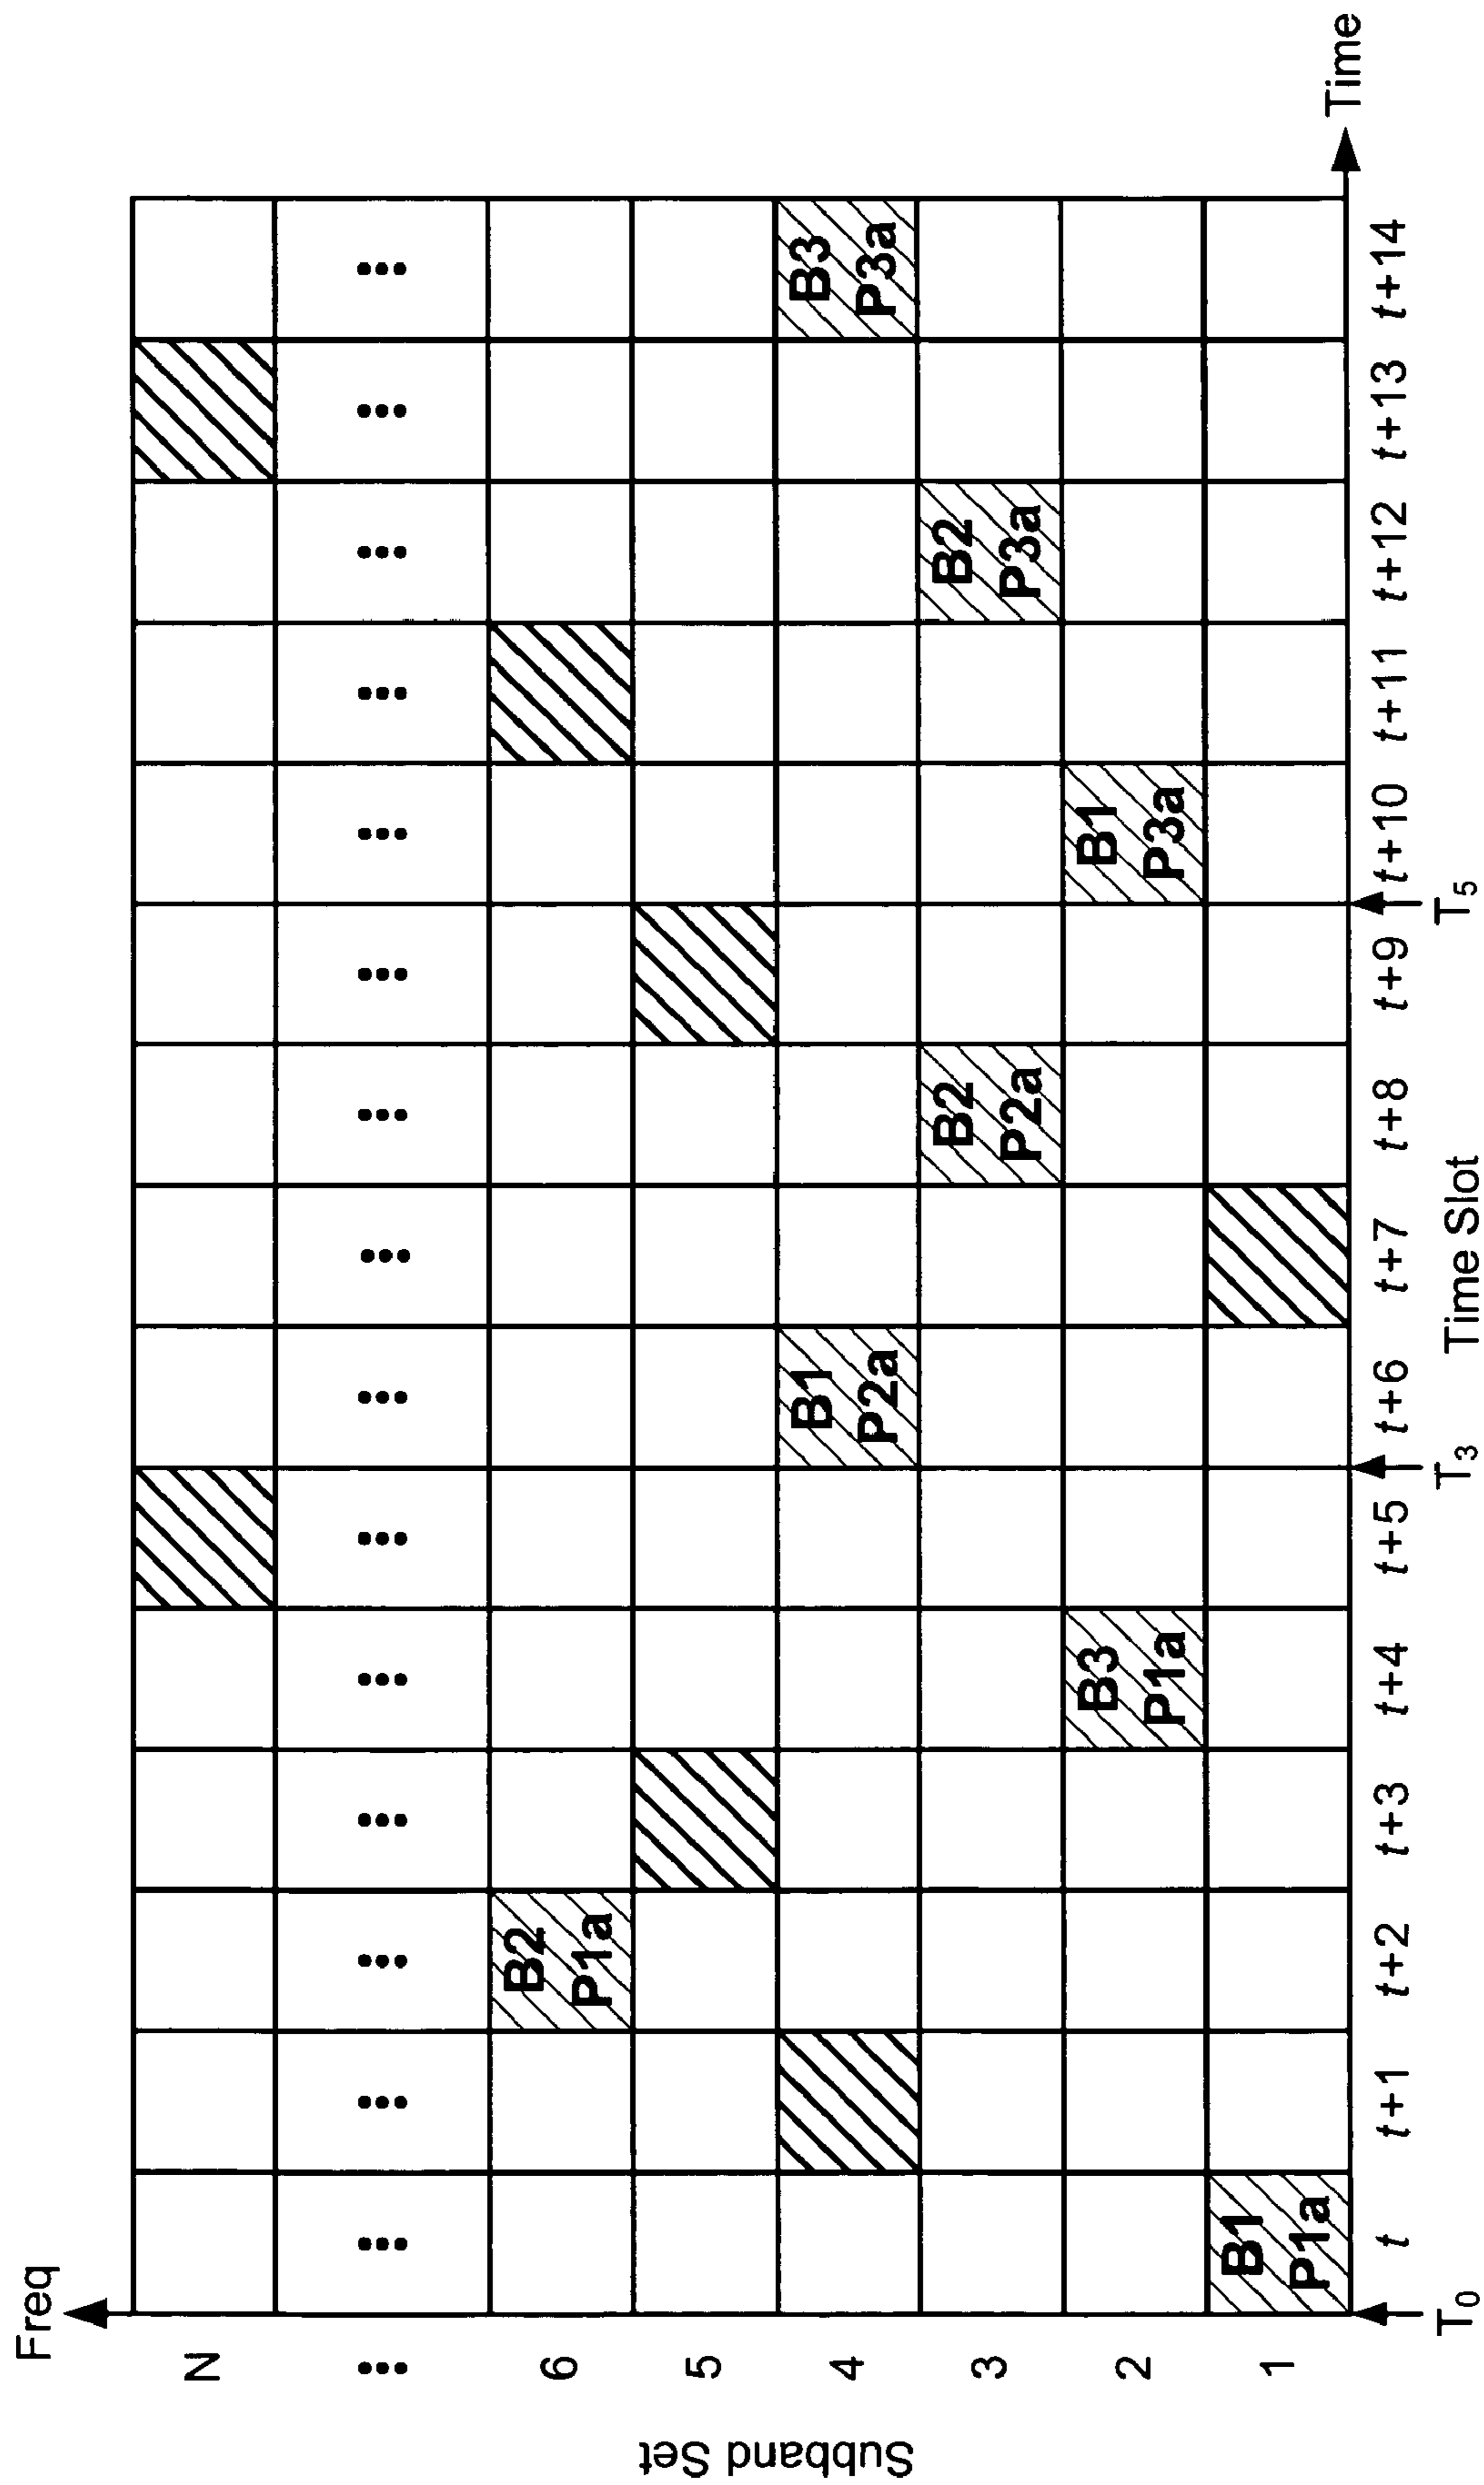 Freq
N ... ... ... ... ... ... ... ... ... ... ... ... ... ... ... ...
6 B2 P1a
5
4 B1 P2a B3 P3a
3 B2 P2a B2 P3a
2 B3 P1a B1 P3a
1 B1 P1a
Subband Set
t t+1 t+2 t+3 t+4 t+5 t+6 t+7 t+8 t+9 t+10 t+11 t+12 t+13 t+14
Time
T0 T3 T5
Time Slot